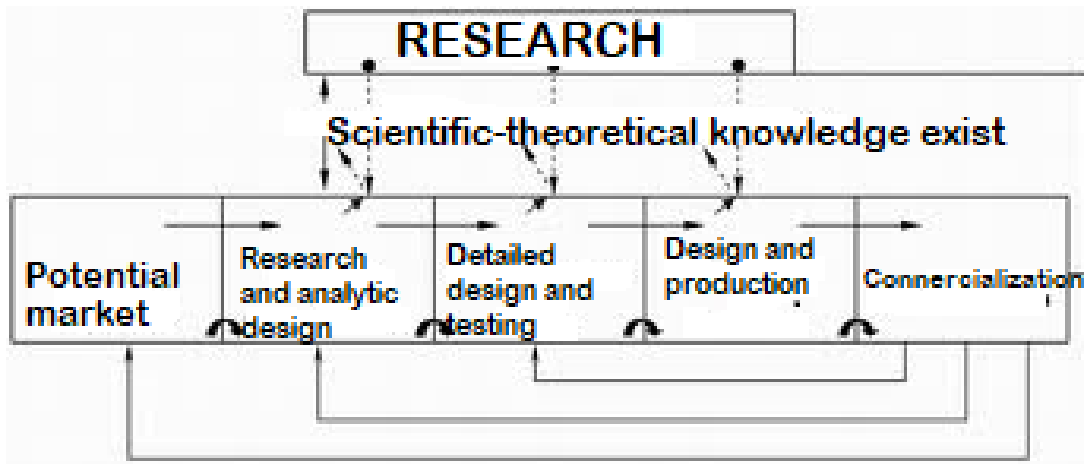 RESEARCH
Scientific-theoretical knowledge exist
Potential
market
Research
and analytic
design
Detailed
design and
testing
Design and
production
Connercialization